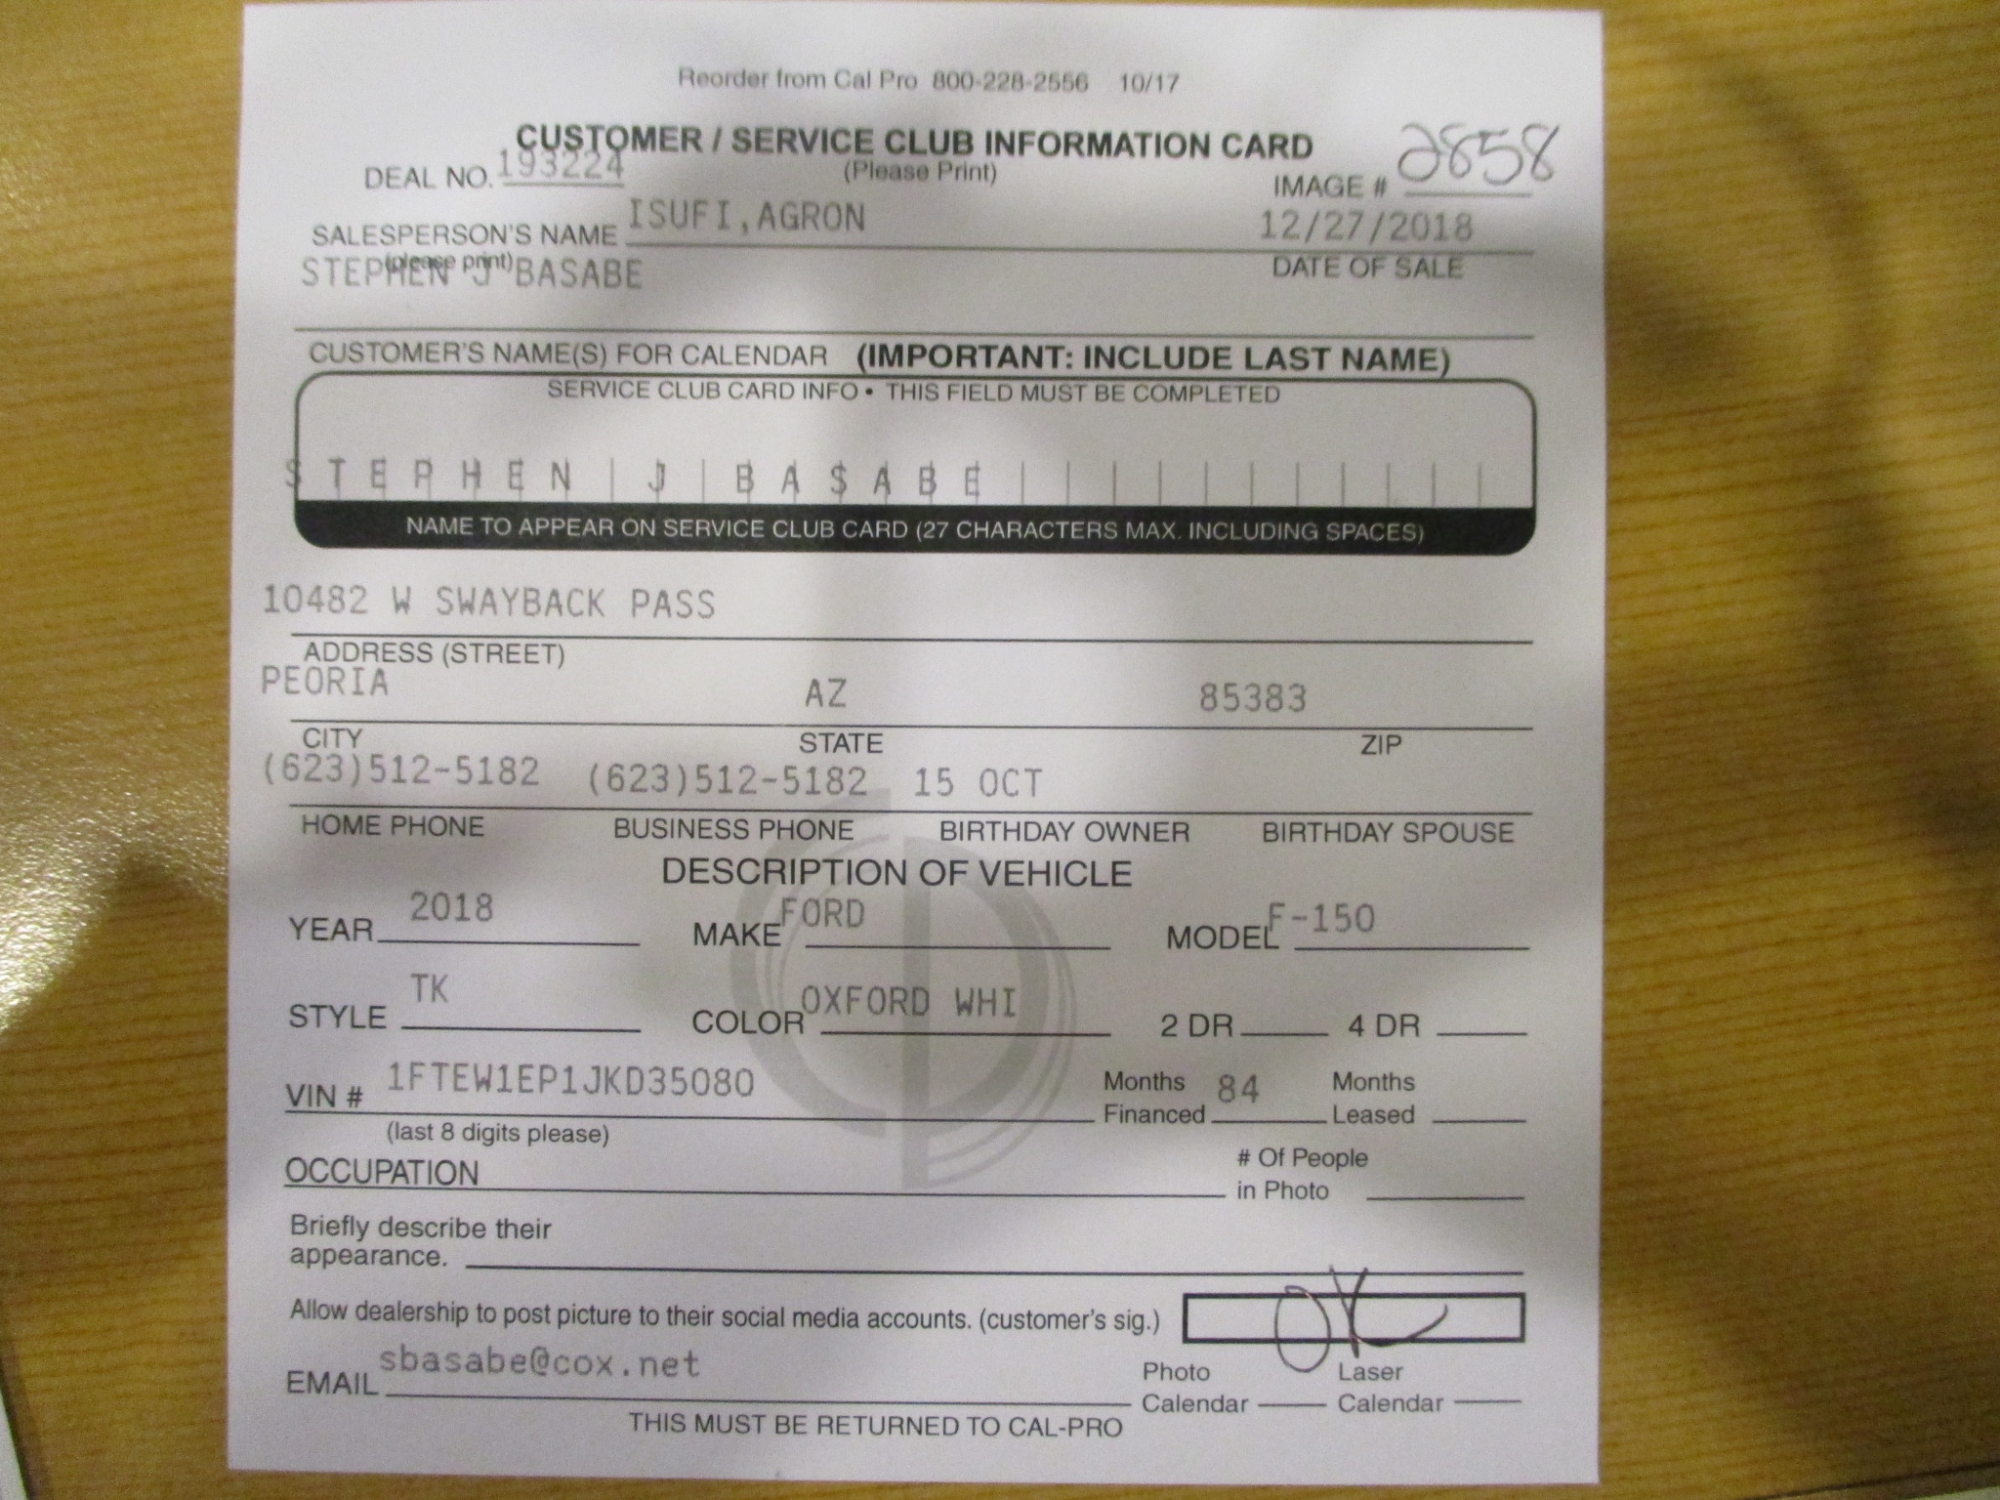 Reorder from Cal Pro 800-228-2556 10/17
CUSTOMER / SERVICE CLUB INFORMATION CARD
(Please Print)
DEAL NO. 193224
IMAGE # 2858
SALESPERSON'S NAME ISUFI,AGRON 12/27/2018
(please print) DATE OF SALE
STEPHEN J BASABE
CUSTOMER'S NAME(S) FOR CALENDAR (IMPORTANT: INCLUDE LAST NAME)
SERVICE CLUB CARD INFO • THIS FIELD MUST BE COMPLETED
STEPHEN J BASABE
NAME TO APPEAR ON SERVICE CLUB CARD (27 CHARACTERS MAX. INCLUDING SPACES)
10482 W SWAYBACK PASS
ADDRESS (STREET)
PEORIA AZ 85383
CITY STATE ZIP
(623)512-5182 (623)512-5182 15 OCT
HOME PHONE BUSINESS PHONE BIRTHDAY OWNER BIRTHDAY SPOUSE
DESCRIPTION OF VEHICLE
YEAR 2018 MAKE FORD MODEL F-150
STYLE TK COLOR OXFORD WHI 2 DR 4 DR
VIN # 1FTEW1EP1JKD35080 Months Financed 84 Months Leased
(last 8 digits please)
OCCUPATION # Of People in Photo
Briefly describe their
appearance.
Allow dealership to post picture to their social media accounts. (customer's sig.) OK
EMAIL sbasabe@cox.net Photo Calendar Laser Calendar
THIS MUST BE RETURNED TO CAL-PRO